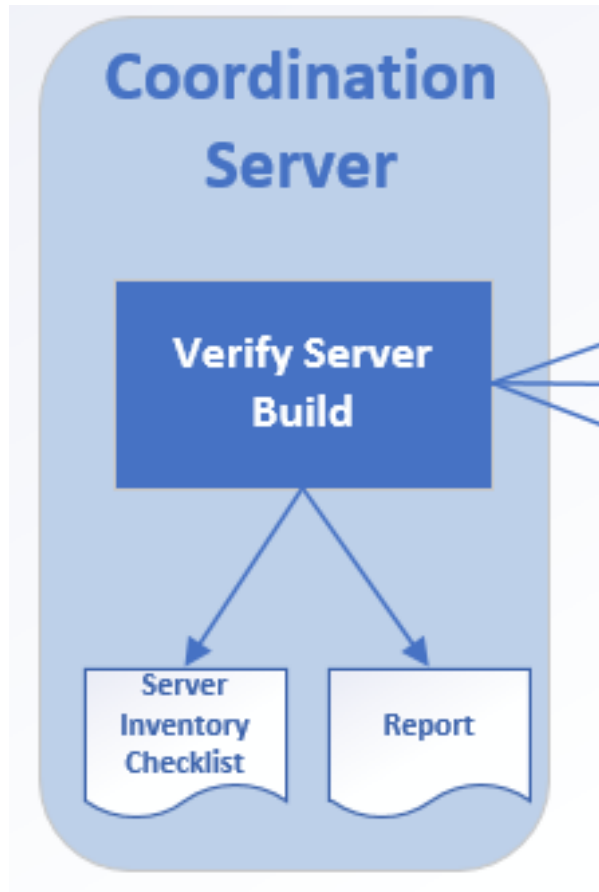 Coordination
Server
Verify Server
Build
Server
Inventory
Checklist
Report